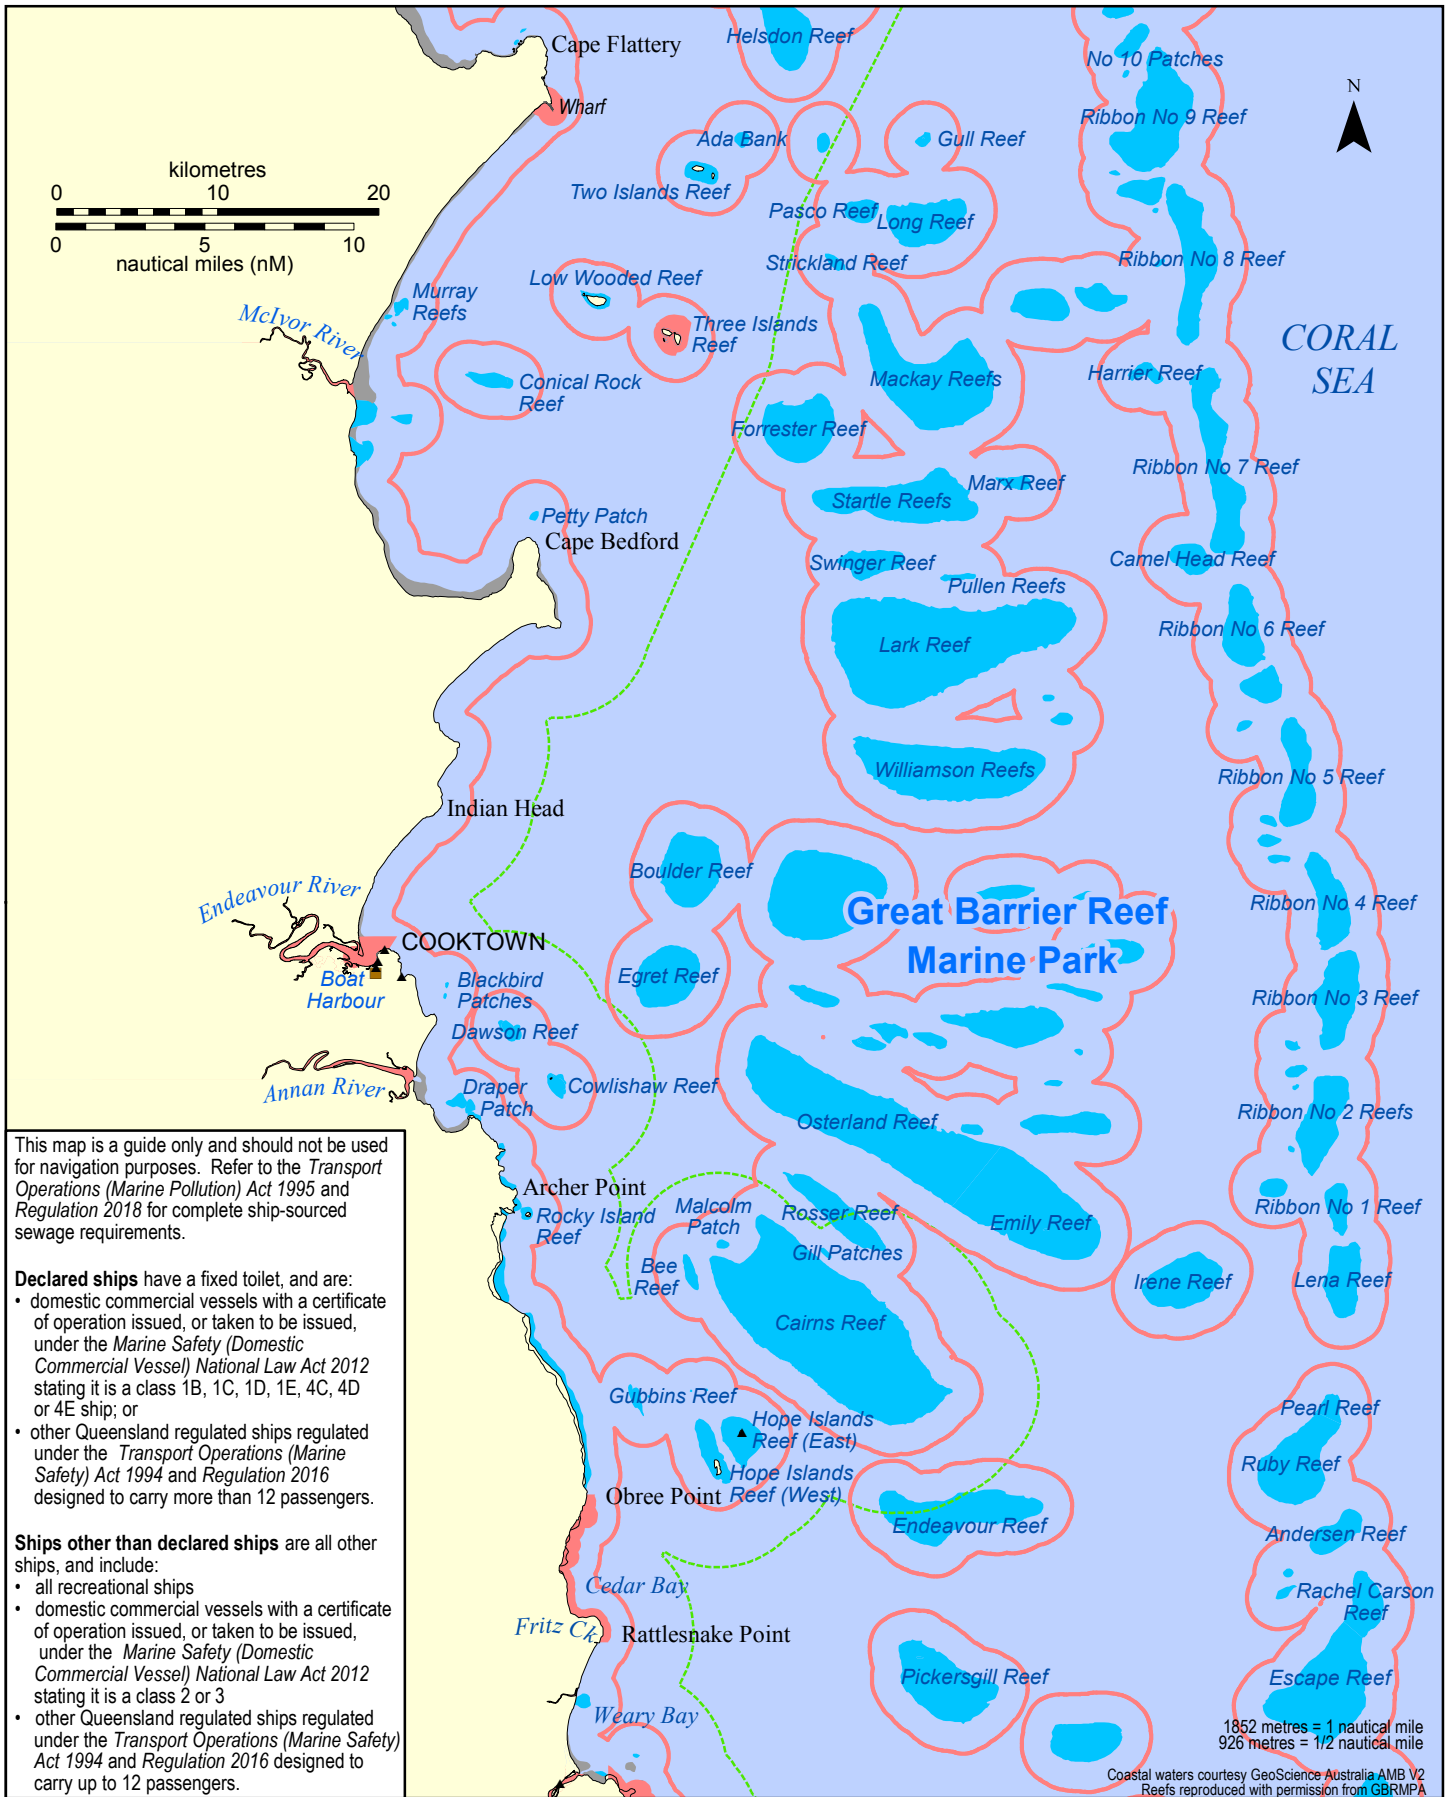 Cape Flattery
Helsdon Reef
No 10 Patches
Wharf
Ribbon No 9 Reef
N
Ada Bank
Gull Reef
kilometres
0 10 20
0 5 10
nautical miles (nM)
Two Islands Reef
Pasco Reef
Long Reef
Strickland Reef
Ribbon No 8 Reef
Low Wooded Reef
Murray
Reefs
McIvor River
Three Islands
Reef
CORAL
SEA
Conical Rock
Reef
Mackay Reefs
Harrier Reef
Forrester Reef
Ribbon No 7 Reef
Marx Reef
Startle Reefs
Petty Patch
Cape Bedford
Swinger Reef
Camel Head Reef
Pullen Reefs
Ribbon No 6 Reef
Lark Reef
Williamson Reefs
Ribbon No 5 Reef
Indian Head
Boulder Reef
Endeavour River
Great Barrier Reef
Marine Park
Ribbon No 4 Reef
COOKTOWN
Boat
Harbour
Blackbird
Patches
Egret Reef
Ribbon No 3 Reef
Dawson Reef
Annan River
Draper
Patch
Cowlishaw Reef
Osterland Reef
Ribbon No 2 Reefs
Archer Point
Rocky Island
Reef
Malcolm
Patch
Rosser Reef
Emily Reef
Ribbon No 1 Reef
Gill Patches
Bee
Reef
Irene Reef
Lena Reef
Cairns Reef
Gubbins Reef
Hope Islands
Reef (East)
Pearl Reef
Ruby Reef
Hope Islands
Reef (West)
Obree Point
Endeavour Reef
Andersen Reef
Cedar Bay
Rachel Carson
Reef
Fritz Ck
Rattlesnake Point
Pickersgill Reef
Escape Reef
Weary Bay
This map is a guide only and should not be used
for navigation purposes. Refer to the Transport
Operations (Marine Pollution) Act 1995 and
Regulation 2018 for complete ship-sourced
sewage requirements.
Declared ships have a fixed toilet, and are:
• domestic commercial vessels with a certificate
of operation issued, or taken to be issued,
under the Marine Safety (Domestic
Commercial Vessel) National Law Act 2012
stating it is a class 1B, 1C, 1D, 1E, 4C, 4D
or 4E ship; or
• other Queensland regulated ships regulated
under the Transport Operations (Marine
Safety) Act 1994 and Regulation 2016
designed to carry more than 12 passengers.
Ships other than declared ships are all other
ships, and include:
• all recreational ships
• domestic commercial vessels with a certificate
of operation issued, or taken to be issued,
under the Marine Safety (Domestic
Commercial Vessel) National Law Act 2012
stating it is a class 2 or 3
• other Queensland regulated ships regulated
under the Transport Operations (Marine Safety)
Act 1994 and Regulation 2016 designed to
carry up to 12 passengers.
1852 metres = 1 nautical mile
926 metres = 1/2 nautical mile
Coastal waters courtesy GeoScience Australia AMB V2
Reefs reproduced with permission from GBRMPA